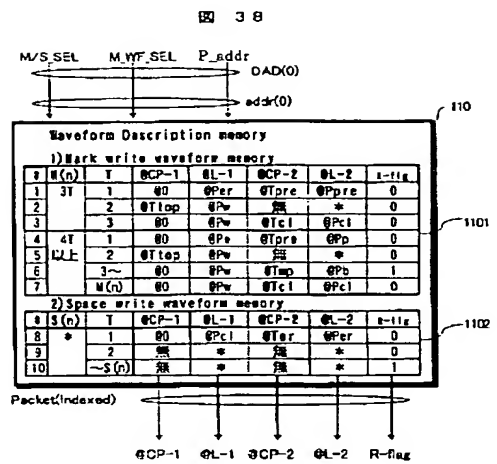 図 38
M/S_SEL M_WF_SEL P_addr
DAD(0)
addr(0)
110
Waveform Dascription memory
1)Mark write waveform memory
# M(n) T @CP-1 @L-1 @CP-2 @L-2 R-flg
1 3T 1 @0 @Per @Tpre @Ppre 0
2 2 @Ttop @Pw 無 * 0
3 3 @0 @Pw @Tcl @Pcl 0
4 4T 1 @0 @Pe @Tpre @Pp 0
5 以上 2 @Ttop @Pw 無 * 0
6 3~ @0 @Pw @Tmp @Pb 1
7 M(n) @0 @Pw @Tcl @Pcl 0
1101
2)Space write waveform memory
# S(n) T @CP-1 @L-1 @CP-2 @L-2 R-flg
8 * 1 @0 @Pcl @Ter @Per 0
9 2 無 * 無 * 0
10 ~S(n) 無 * 無 * 1
1102
Packet(Indexed)
@CP-1 @L-1 @CP-2 @L-2 R-flag